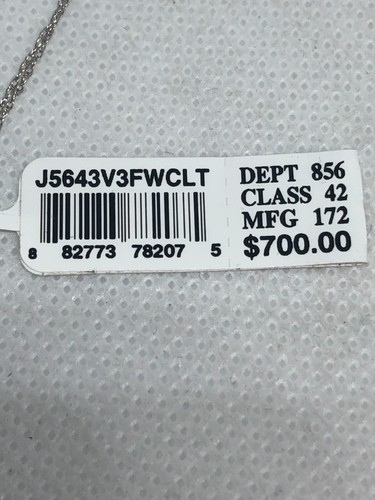 J5643V3FWCLT
8 82773 78207 5
DEPT 856
CLASS 42
MFG 172
$700.00